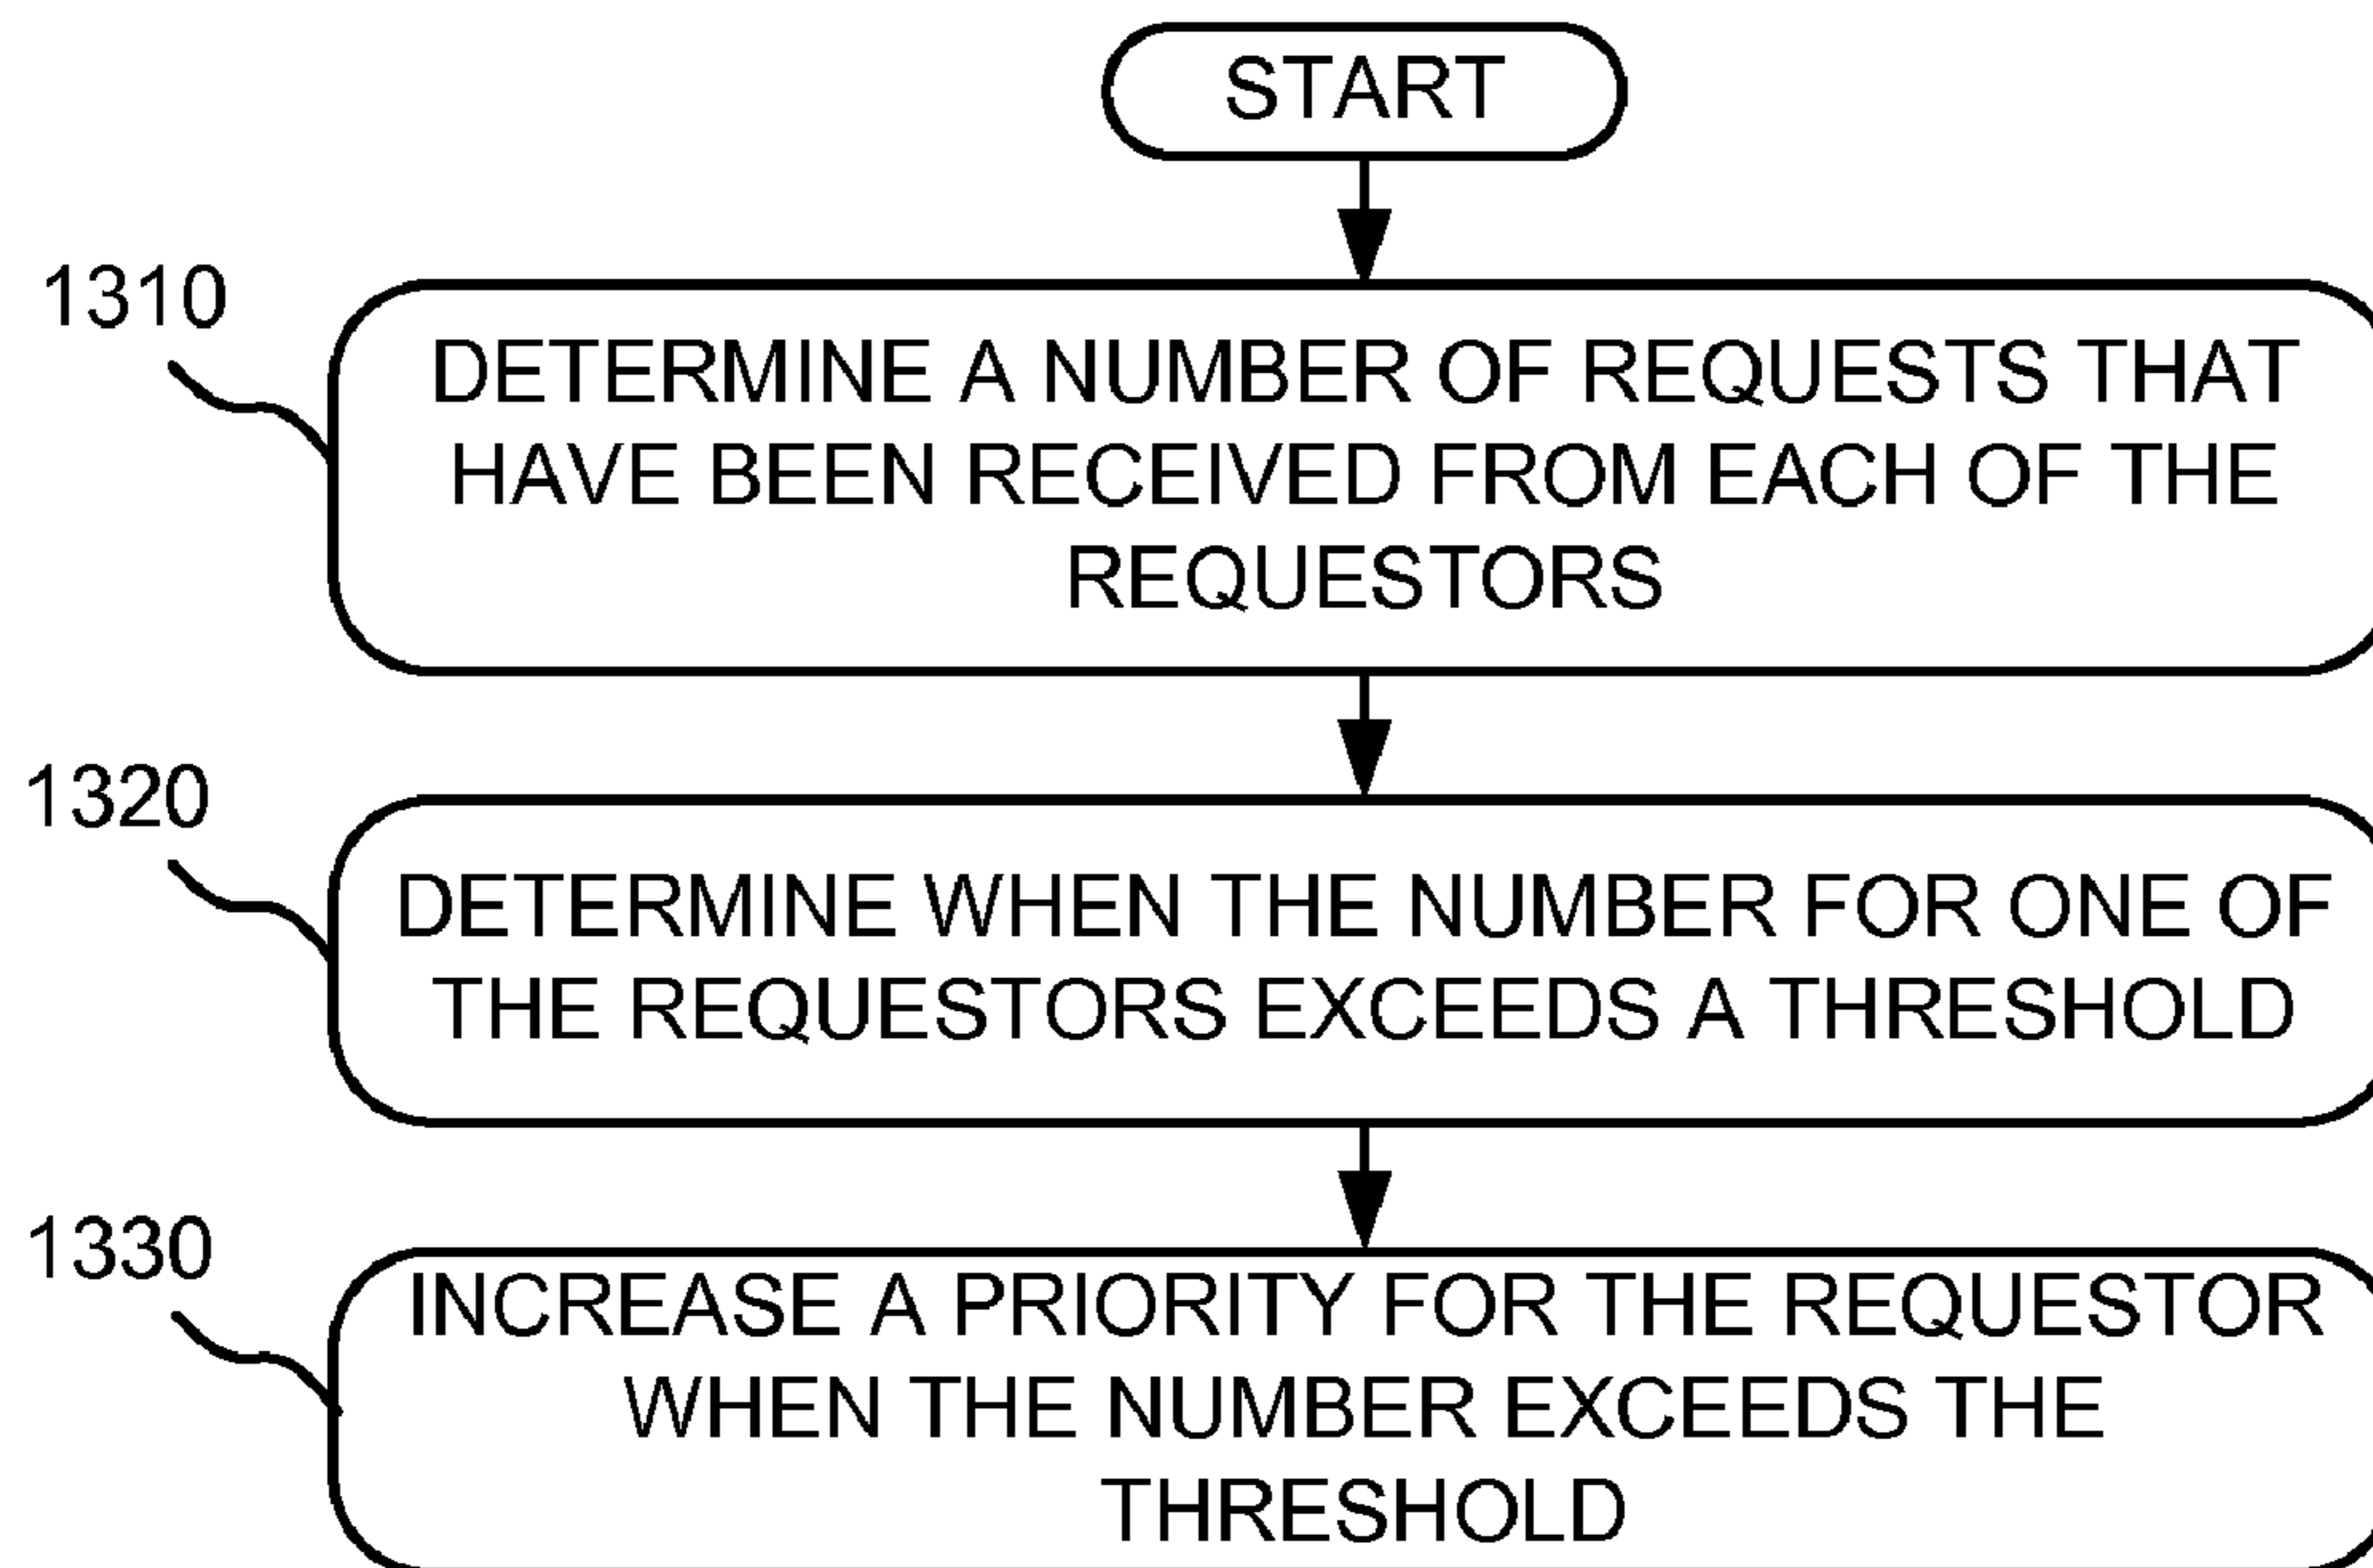 START
1310
DETERMINE A NUMBER OF REQUESTS THAT
HAVE BEEN RECEIVED FROM EACH OF THE
REQUESTORS
1320
DETERMINE WHEN THE NUMBER FOR ONE OF
THE REQUESTORS EXCEEDS A THRESHOLD
1330
INCREASE A PRIORITY FOR THE REQUESTOR
WHEN THE NUMBER EXCEEDS THE
THRESHOLD